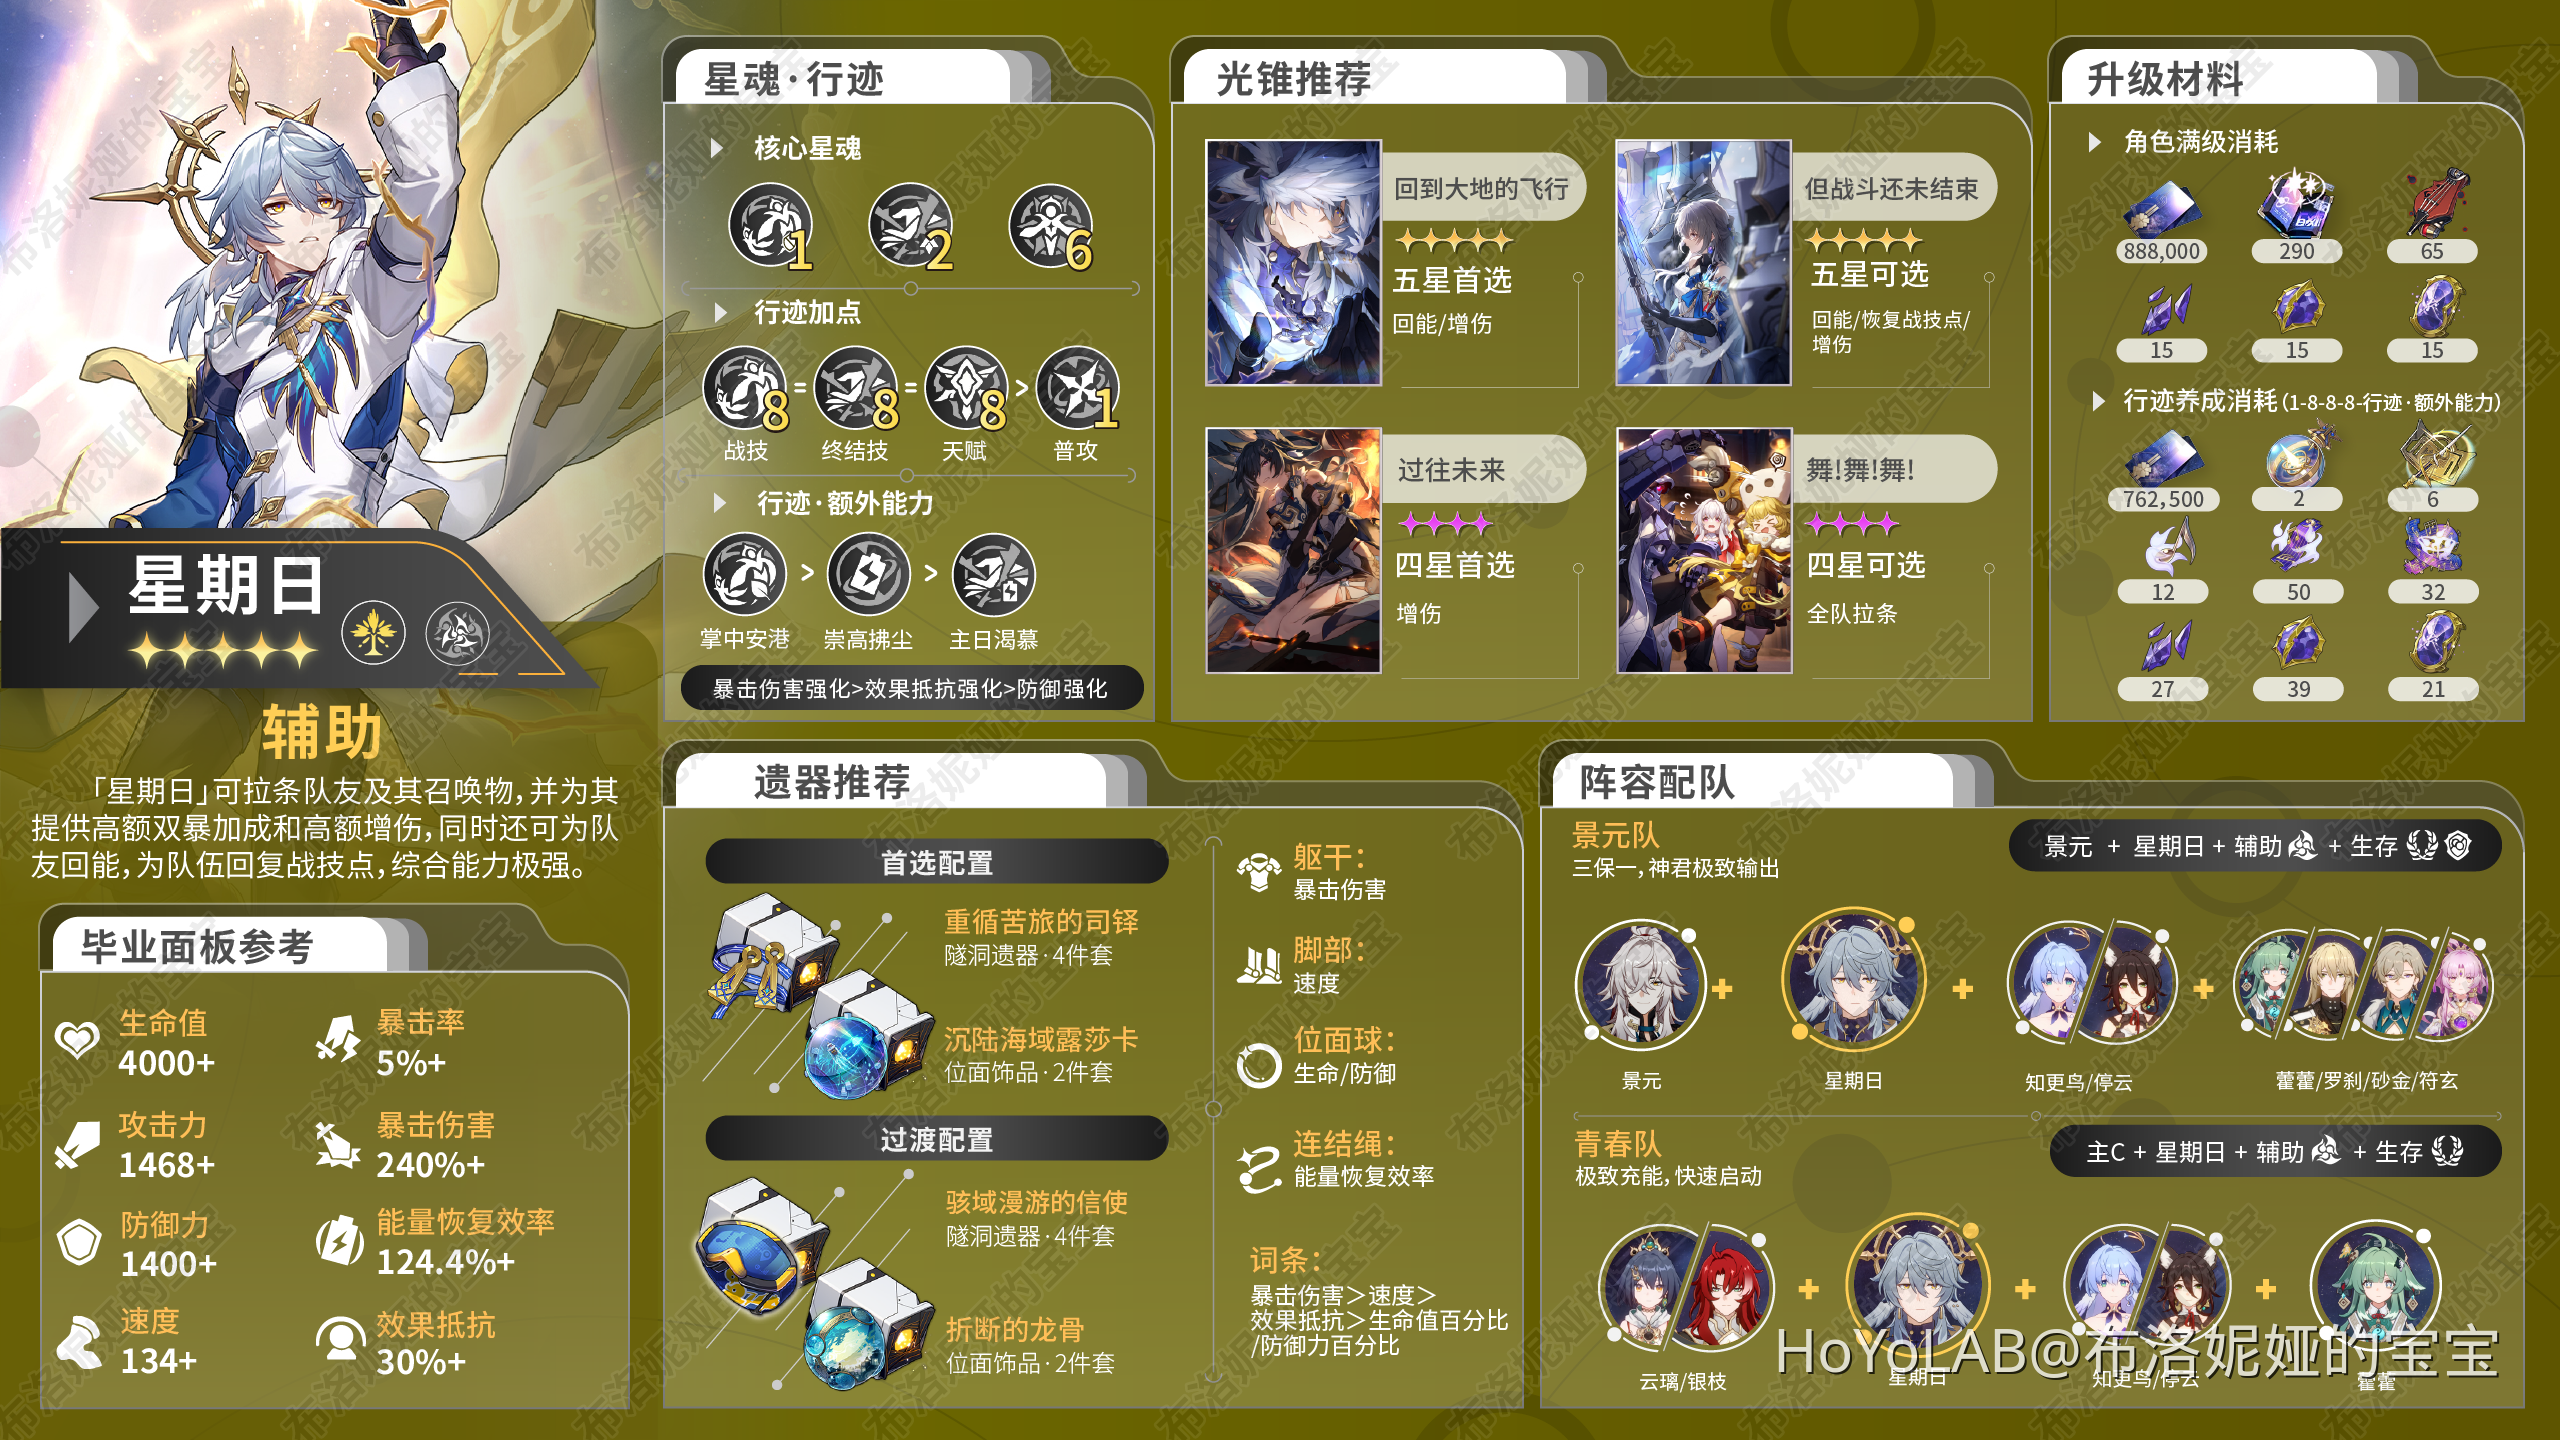 星期日
辅助
「星期日」可拉条队友及其召唤物,并为其
提供高额双暴加成和高额增伤,同时还可为队
友回能,为队伍回复战技点,综合能力极强。
毕业面板参考
生命值
4000+
暴击率
5%+
攻击力
1468+
暴击伤害
240%+
防御力
1400+
能量恢复效率
124.4%+
速度
134+
效果抵抗
30%+
星魂·行迹
核心星魂
1 2 6
行迹加点
8 = 8 = 8 > 1
战技 终结技 天赋 普攻
行迹·额外能力
> >
掌中安港 崇高拂尘 主日渴慕
暴击伤害强化>效果抵抗强化>防御强化
光锥推荐
回到大地的飞行
五星首选
回能/增伤
但战斗还未结束
五星可选
回能/恢复战技点/
增伤
过往未来
四星首选
增伤
舞!舞!舞!
四星可选
全队拉条
升级材料
角色满级消耗
888,000 290 65
15 15 15
行迹养成消耗(1-8-8-8-行迹·额外能力)
762,500 2 6
12 50 32
27 39 21
遗器推荐
首选配置
重循苦旅的司铎
隧洞遗器·4件套
沉陆海域露莎卡
位面饰品·2件套
过渡配置
骇域漫游的信使
隧洞遗器·4件套
折断的龙骨
位面饰品·2件套
躯干:
暴击伤害
脚部:
速度
位面球:
生命/防御
连结绳:
能量恢复效率
词条:
暴击伤害＞速度＞
效果抵抗＞生命值百分比
/防御力百分比
阵容配队
景元队
三保一,神君极致输出
景元 + 星期日 + 辅助 + 生存
景元 星期日 知更鸟/停云 藿藿/罗刹/砂金/符玄
青春队
极致充能,快速启动
主C + 星期日 + 辅助 + 生存
云璃/银枝 星期日 知更鸟/停云 藿藿
HoYoLAB@布洛妮娅的宝宝
布洛妮娅的宝宝